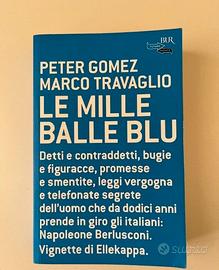 BUR
PETER GOMEZ
MARCO TRAVAGLIO
LE MILLE
BALLE BLU
Detti e contraddetti, bugie
e figuracce, promesse
e smentite, leggi vergogna
e telefonate segrete
dell'uomo che da dodici anni
prende in giro gli italiani:
Napoleone Berlusconi.
Vignette di Ellekappa.
subito